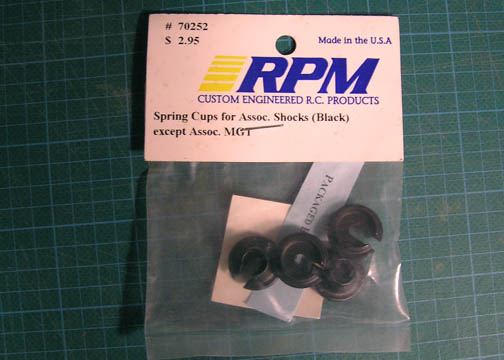 # 70252
$ 2.95
Made in the U.S.A
RPM
CUSTOM ENGINEERED R.C. PRODUCTS
Spring Cups for Assoc. Shocks (Black)
except Assoc. MGT
PACKAGED